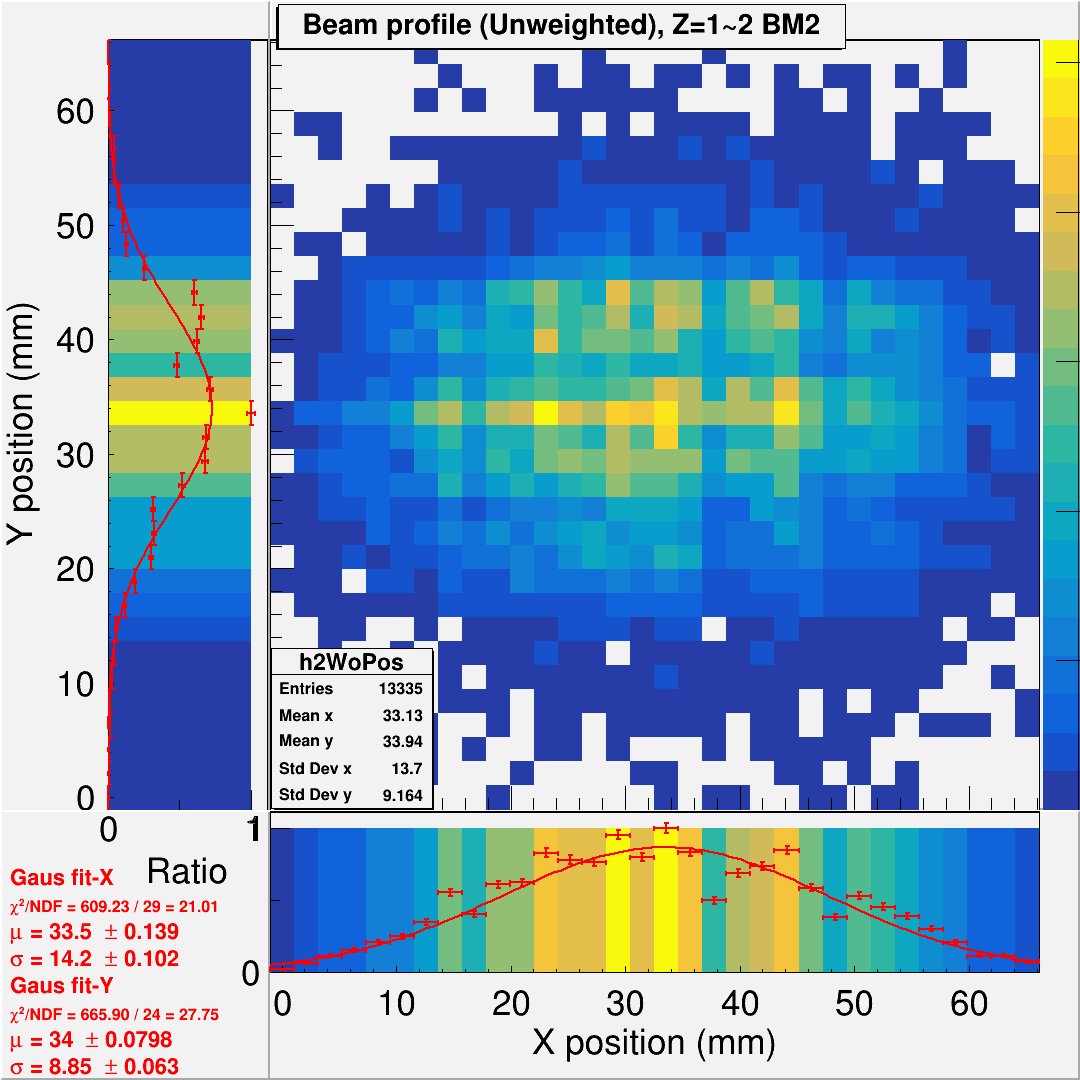 Beam profile (Unweighted), Z=1~2 BM2
60
50
40
30
20
10
0
Y position (mm)
0
1
Ratio
h2WoPos
Entries 13335
Mean x 33.13
Mean y 33.94
Std Dev x 13.7
Std Dev y 9.164
1
0
0 10 20 30 40 50 60
X position (mm)
Gaus fit-X
χ²/NDF = 609.23 / 29 = 21.01
μ = 33.5 ± 0.139
σ = 14.2 ± 0.102
Gaus fit-Y
χ²/NDF = 665.90 / 24 = 27.75
μ = 34 ± 0.0798
σ = 8.85 ± 0.063